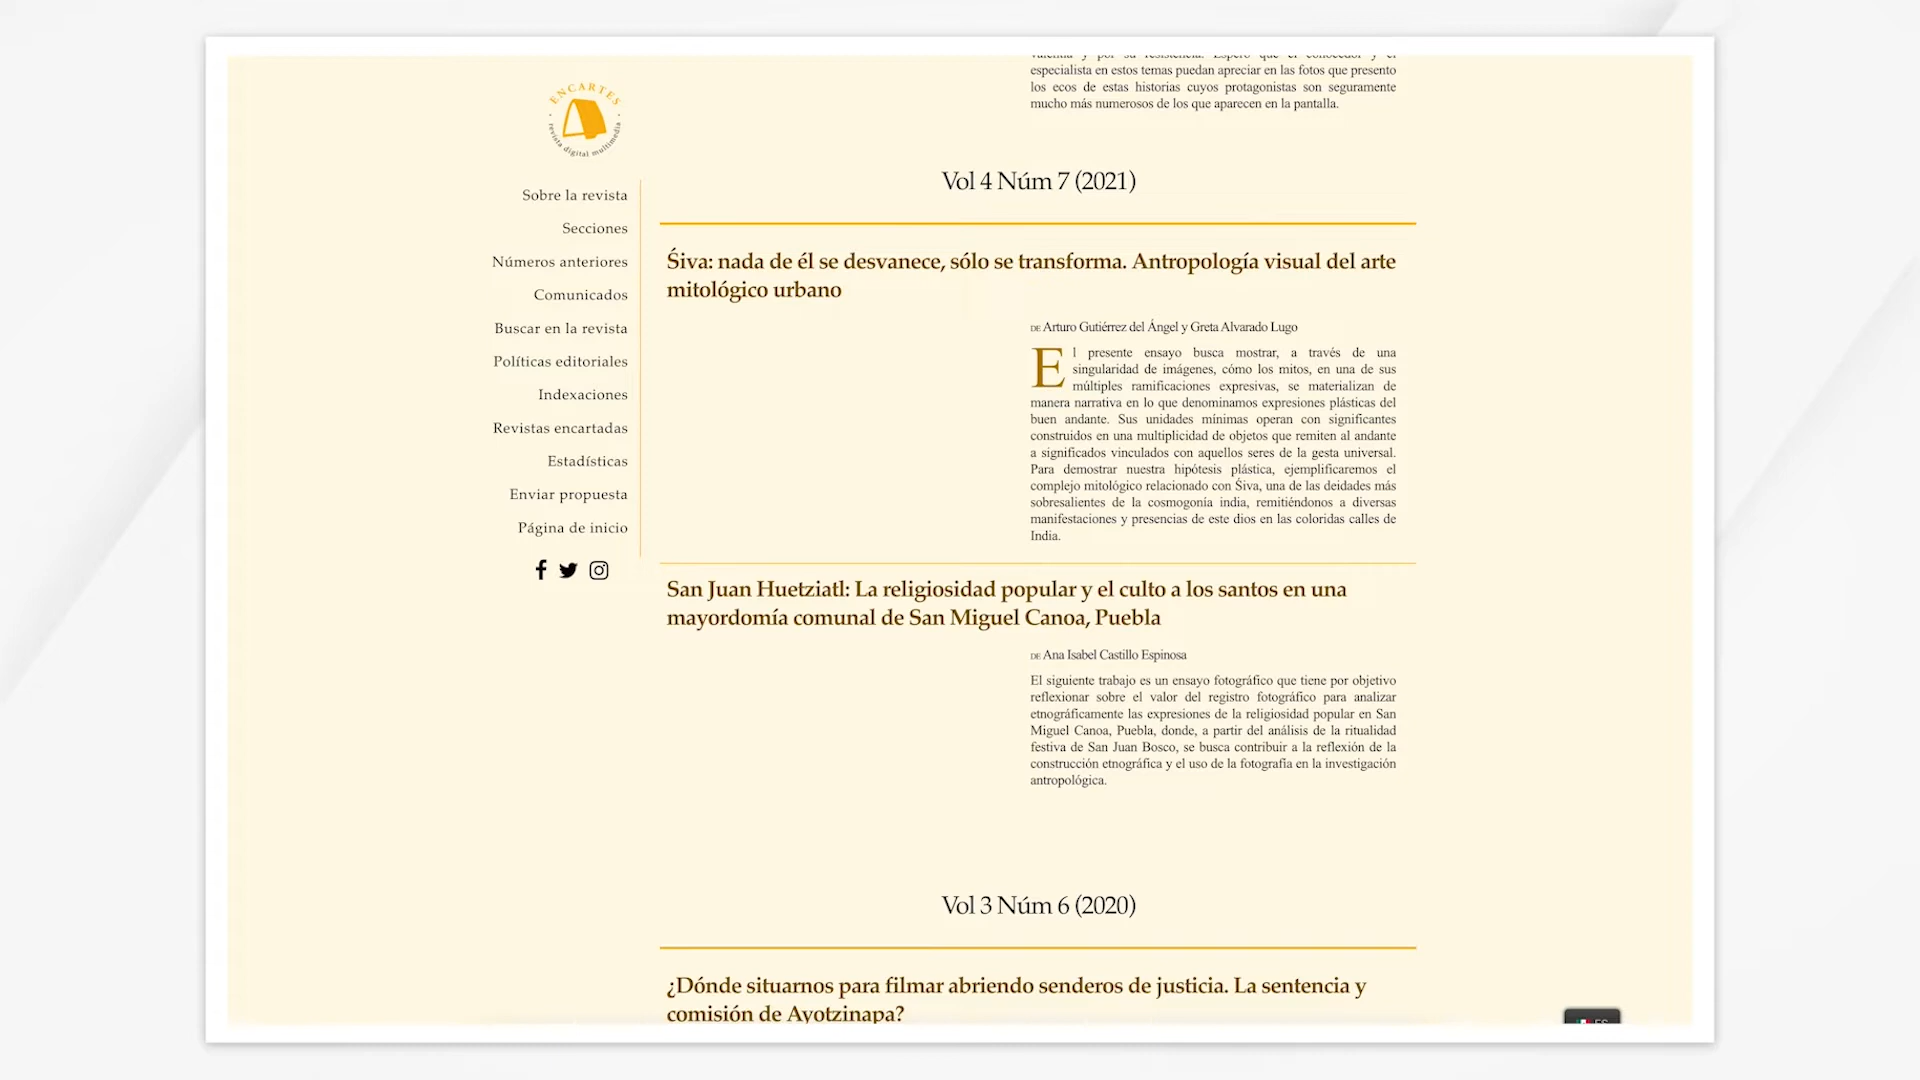 ENCARTES
revista digital multimedia
Sobre la revista
Secciones
Números anteriores
Comunicados
Buscar en la revista
Políticas editoriales
Indexaciones
Revistas encartadas
Estadísticas
Enviar propuesta
Página de inicio
valentía y por su resistencia. Espero que el conocedor y el
especialista en estos temas puedan apreciar en las fotos que presento
los ecos de estas historias cuyos protagonistas son seguramente
mucho más numerosos de los que aparecen en la pantalla.
Vol 4 Núm 7 (2021)
Śiva: nada de él se desvanece, sólo se transforma. Antropología visual del arte
mitológico urbano
DE Arturo Gutiérrez del Ángel y Greta Alvarado Lugo
El presente ensayo busca mostrar, a través de una
singularidad de imágenes, cómo los mitos, en una de sus
múltiples ramificaciones expresivas, se materializan de
manera narrativa en lo que denominamos expresiones plásticas del
buen andante. Sus unidades mínimas operan con significantes
construidos en una multiplicidad de objetos que remiten al andante
a significados vinculados con aquellos seres de la gesta universal.
Para demostrar nuestra hipótesis plástica, ejemplificaremos el
complejo mitológico relacionado con Śiva, una de las deidades más
sobresalientes de la cosmogonía india, remitiéndonos a diversas
manifestaciones y presencias de este dios en las coloridas calles de
India.
San Juan Huetziatl: La religiosidad popular y el culto a los santos en una
mayordomía comunal de San Miguel Canoa, Puebla
DE Ana Isabel Castillo Espinosa
El siguiente trabajo es un ensayo fotográfico que tiene por objetivo
reflexionar sobre el valor del registro fotográfico para analizar
etnográficamente las expresiones de la religiosidad popular en San
Miguel Canoa, Puebla, donde, a partir del análisis de la ritualidad
festiva de San Juan Bosco, se busca contribuir a la reflexión de la
construcción etnográfica y el uso de la fotografía en la investigación
antropológica.
Vol 3 Núm 6 (2020)
¿Dónde situarnos para filmar abriendo senderos de justicia. La sentencia y
comisión de Ayotzinapa?
ES